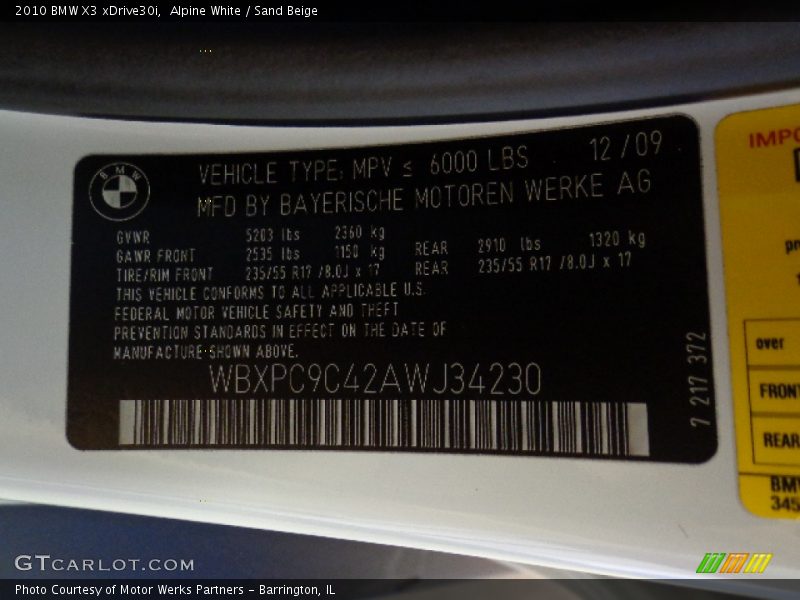 2010 BMW X3 xDrive30i,  Alpine White / Sand Beige
BMW
VEHICLE TYPE: MPV ≤ 6000 LBS 12/09
MFD BY BAYERISCHE MOTOREN WERKE AG
GVWR 5203 lbs 2360 kg
GAWR FRONT 2535 lbs 1150 kg REAR 2910 lbs 1320 kg
TIRE/RIM FRONT 235/55 R17 /8.0J x 17 REAR 235/55 R17 /8.0J x 17
THIS VEHICLE CONFORMS TO ALL APPLICABLE U.S.
FEDERAL MOTOR VEHICLE SAFETY AND THEFT
PREVENTION STANDARDS IN EFFECT ON THE DATE OF
MANUFACTURE SHOWN ABOVE.
WBXPC9C42AWJ34230
7 217 372
IMPO
over
FRONT
REAR
BMW
345
GTCARLOT.COM
Photo Courtesy of Motor Werks Partners - Barrington, IL